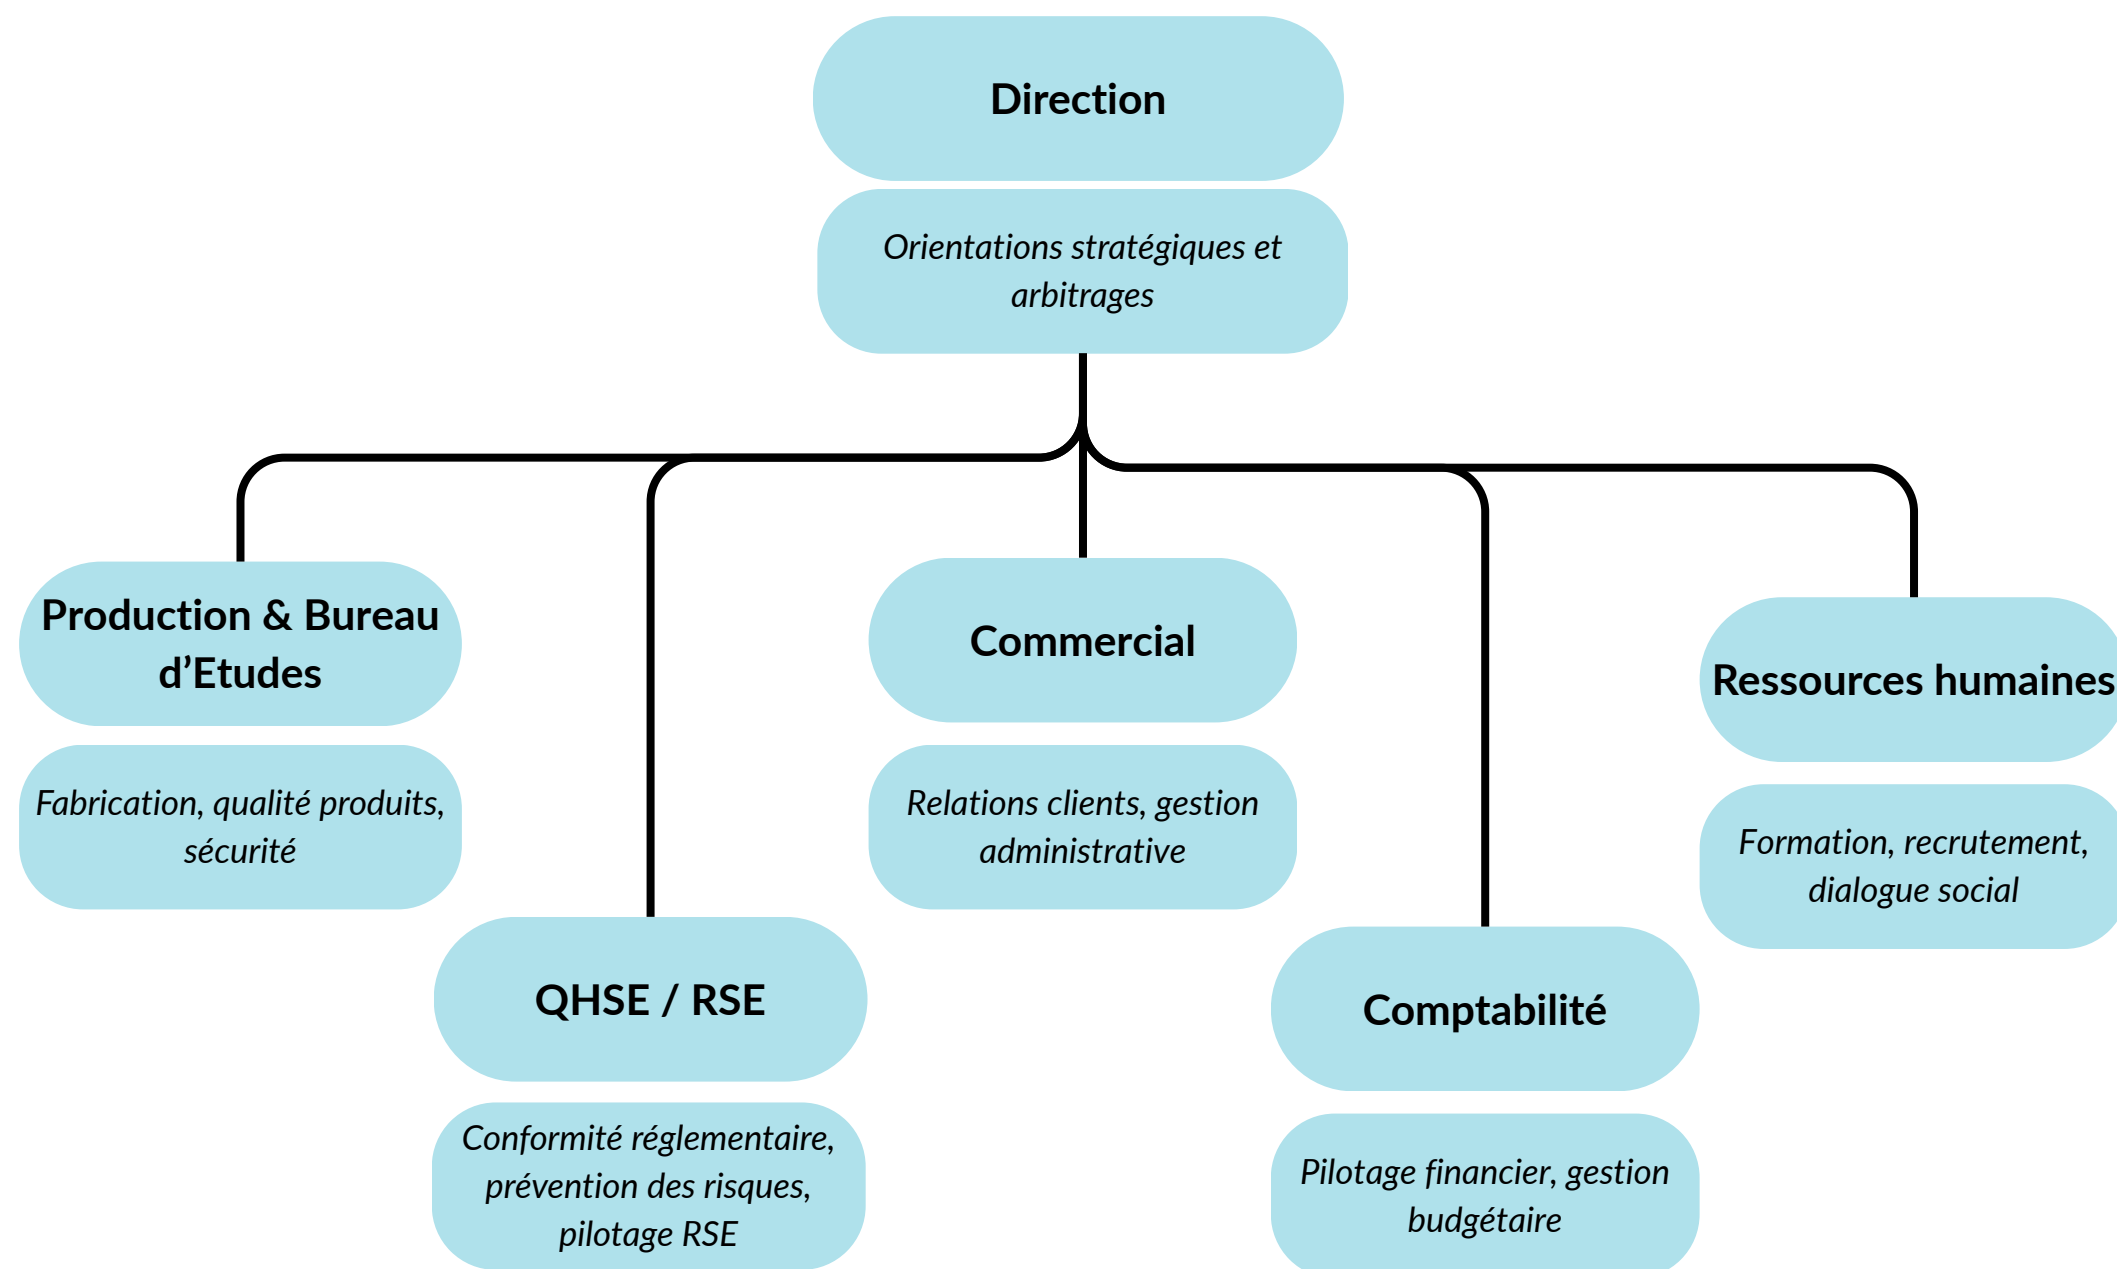 Direction
Orientations stratégiques et
arbitrages
Production & Bureau
d’Etudes
Fabrication, qualité produits,
sécurité
QHSE / RSE
Conformité réglementaire,
prévention des risques,
pilotage RSE
Commercial
Relations clients, gestion
administrative
Comptabilité
Pilotage financier, gestion
budgétaire
Ressources humaines
Formation, recrutement,
dialogue social